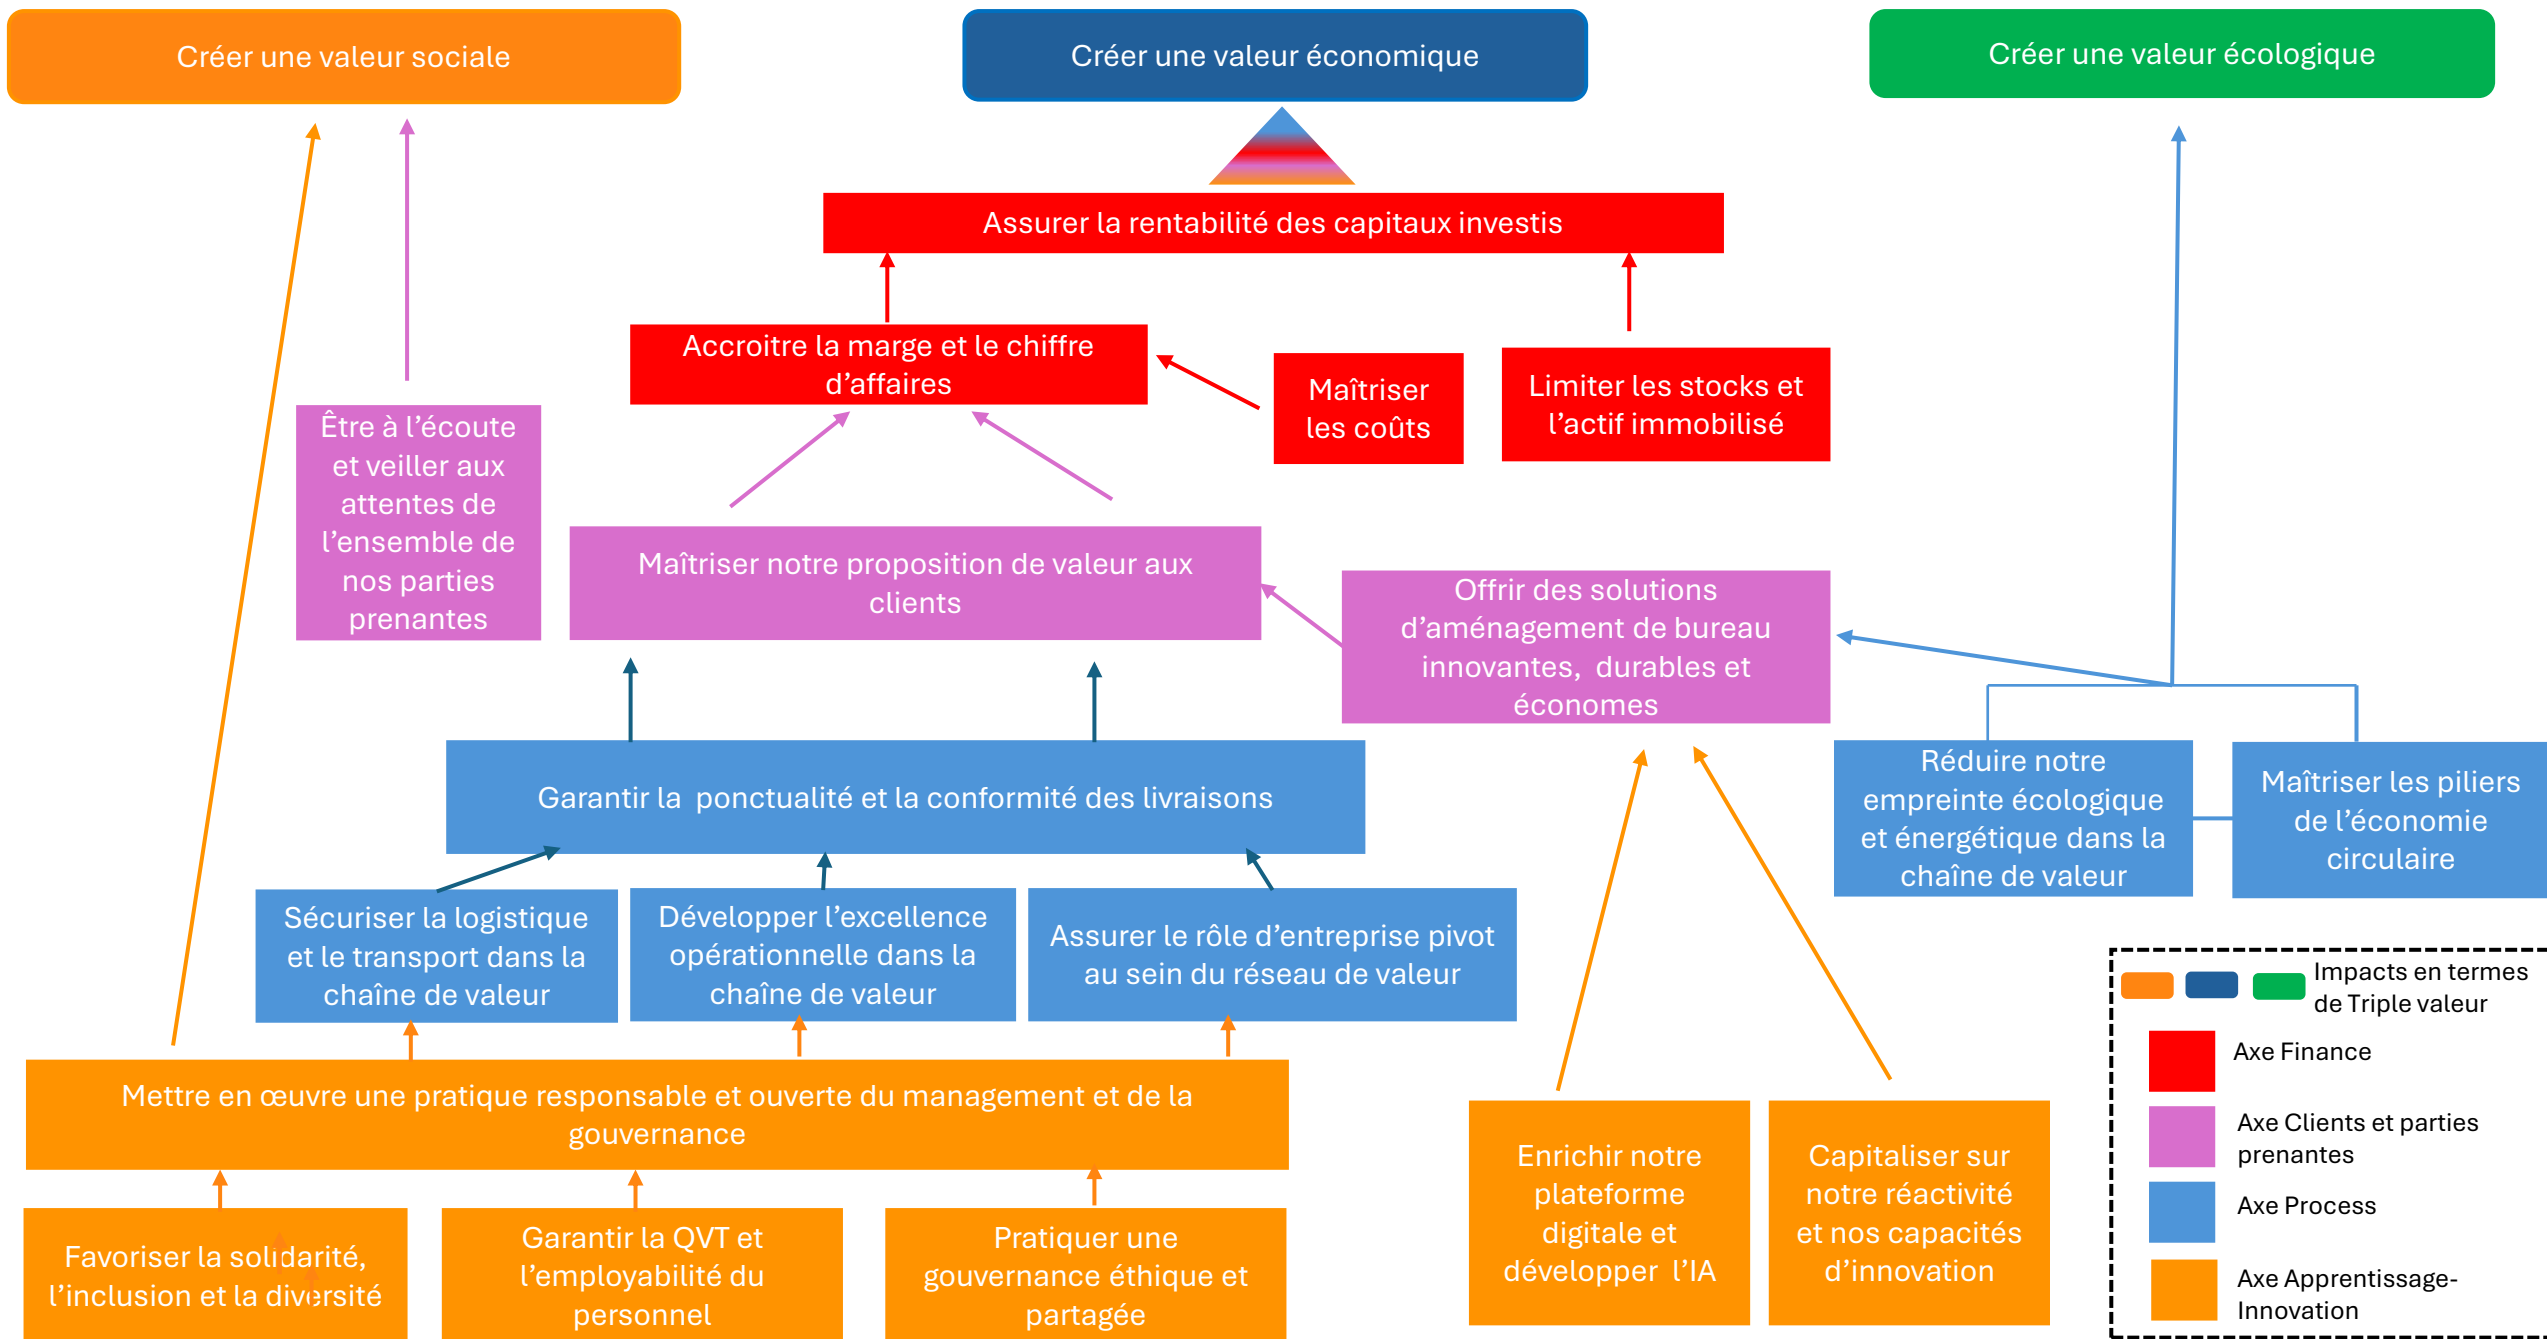 Créer une valeur sociale
Créer une valeur économique
Créer une valeur écologique
Assurer la rentabilité des capitaux investis
Accroitre la marge et le chiffre
d’affaires
Maîtriser
les coûts
Limiter les stocks et
l’actif immobilisé
Être à l’écoute
et veiller aux
attentes de
l’ensemble de
nos parties
prenantes
Maîtriser notre proposition de valeur aux
clients
Offrir des solutions
d’aménagement de bureau
innovantes, durables et
économes
Garantir la ponctualité et la conformité des livraisons
Réduire notre
empreinte écologique
et énergétique dans la
chaîne de valeur
Maîtriser les piliers
de l’économie
circulaire
Sécuriser la logistique
et le transport dans la
chaîne de valeur
Développer l’excellence
opérationnelle dans la
chaîne de valeur
Assurer le rôle d’entreprise pivot
au sein du réseau de valeur
Mettre en œuvre une pratique responsable et ouverte du management et de la
gouvernance
Favoriser la solidarité,
l’inclusion et la diversité
Garantir la QVT et
l’employabilité du
personnel
Pratiquer une
gouvernance éthique et
partagée
Enrichir notre
plateforme
digitale et
développer l’IA
Capitaliser sur
notre réactivité
et nos capacités
d’innovation
Impacts en termes
de Triple valeur
Axe Finance
Axe Clients et parties
prenantes
Axe Process
Axe Apprentissage-
Innovation